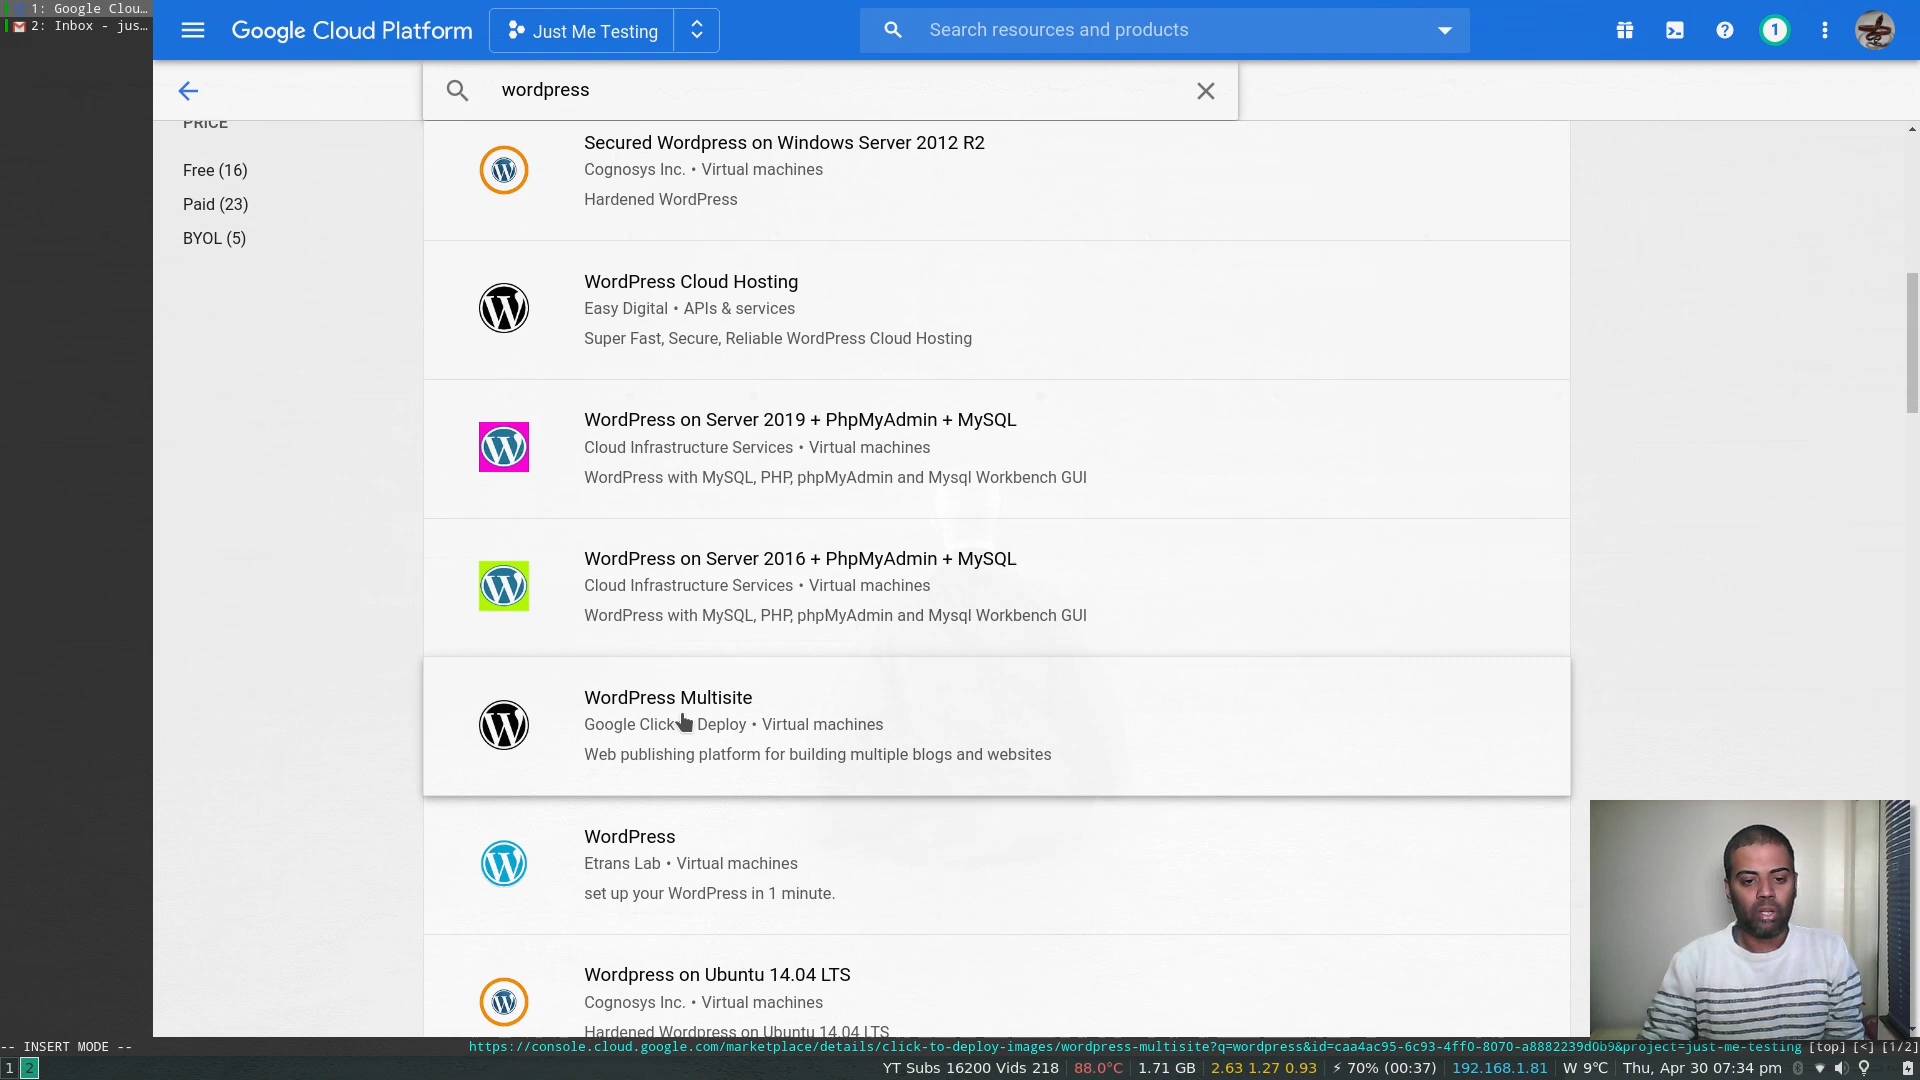 1: Google Clou…
2: Inbox - jus…
Google Cloud Platform
Just Me Testing
Search resources and products
1
wordpress
PRICE
Free (16)
Paid (23)
BYOL (5)
Secured Wordpress on Windows Server 2012 R2
Cognosys Inc. • Virtual machines
Hardened WordPress
WordPress Cloud Hosting
Easy Digital • APIs & services
Super Fast, Secure, Reliable WordPress Cloud Hosting
WordPress on Server 2019 + PhpMyAdmin + MySQL
Cloud Infrastructure Services • Virtual machines
WordPress with MySQL, PHP, phpMyAdmin and Mysql Workbench GUI
WordPress on Server 2016 + PhpMyAdmin + MySQL
Cloud Infrastructure Services • Virtual machines
WordPress with MySQL, PHP, phpMyAdmin and Mysql Workbench GUI
WordPress Multisite
Google Click Deploy • Virtual machines
Web publishing platform for building multiple blogs and websites
WordPress
Etrans Lab • Virtual machines
set up your WordPress in 1 minute.
Wordpress on Ubuntu 14.04 LTS
Cognosys Inc. • Virtual machines
Hardened Wordpress on Ubuntu 14.04 LTS
-- INSERT MODE --
https://console.cloud.google.com/marketplace/details/click-to-deploy-images/wordpress-multisite?q=wordpress&id=caa4ac95-6c93-4ff0-8070-a8882239d0b9&project=just-me-testing [top] [<] [1/2]
1 2
YT Subs 16200 Vids 218 88.0°C 1.71 GB 2.63 1.27 0.93 ⚡ 70% (00:37) 192.168.1.81 W 9°C Thu, Apr 30 07:34 pm